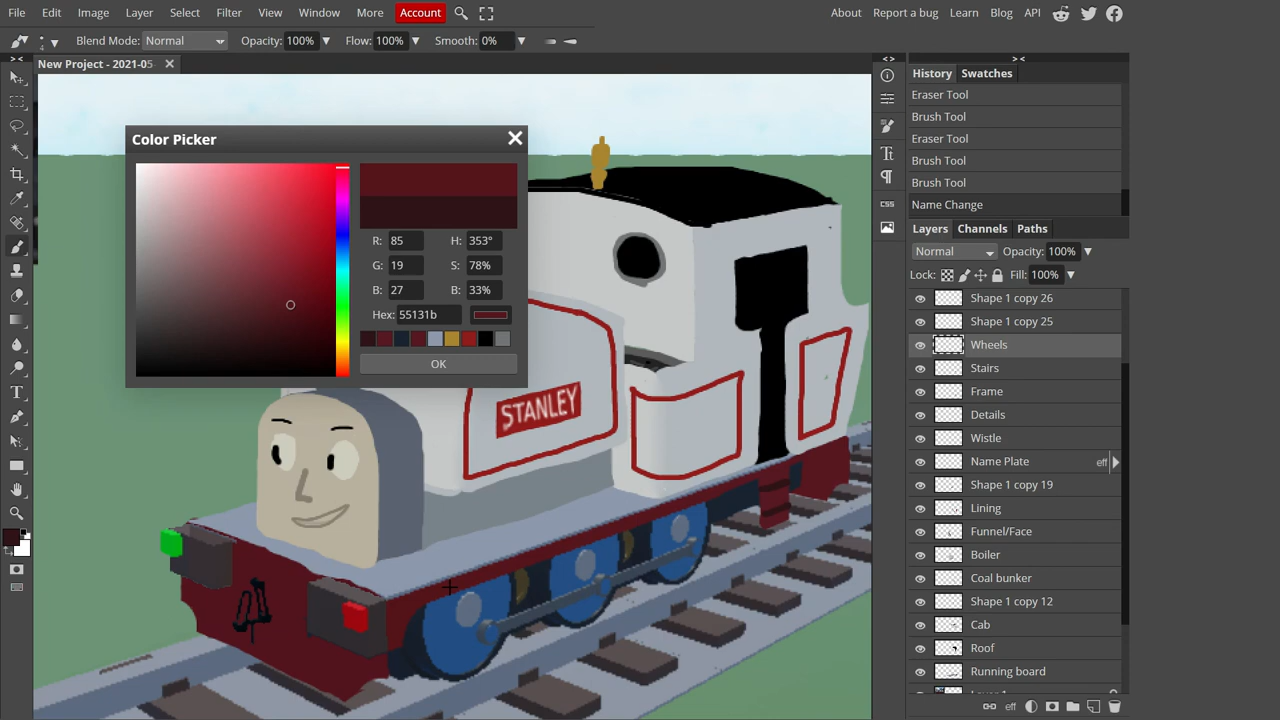 File Edit Image Layer Select Filter View Window More Account About Report a bug Learn Blog API
4 Blend Mode: Normal Opacity: 100% Flow: 100% Smooth: 0%
New Project - 2021-05-
Color Picker
R: 85 H: 353°
G: 19 S: 78%
B: 27 B: 33%
Hex: 55131b
OK
STANLEY
History Swatches
Eraser Tool
Brush Tool
Eraser Tool
Brush Tool
Brush Tool
Name Change
Layers Channels Paths
Normal Opacity: 100%
Lock: Fill: 100%
Shape 1 copy 26
Shape 1 copy 25
Wheels
Stairs
Frame
Details
Wistle
Name Plate eff
Shape 1 copy 19
Lining
Funnel/Face
Boiler
Coal bunker
Shape 1 copy 12
Cab
Roof
Running board
Layer 1
eff
CSS